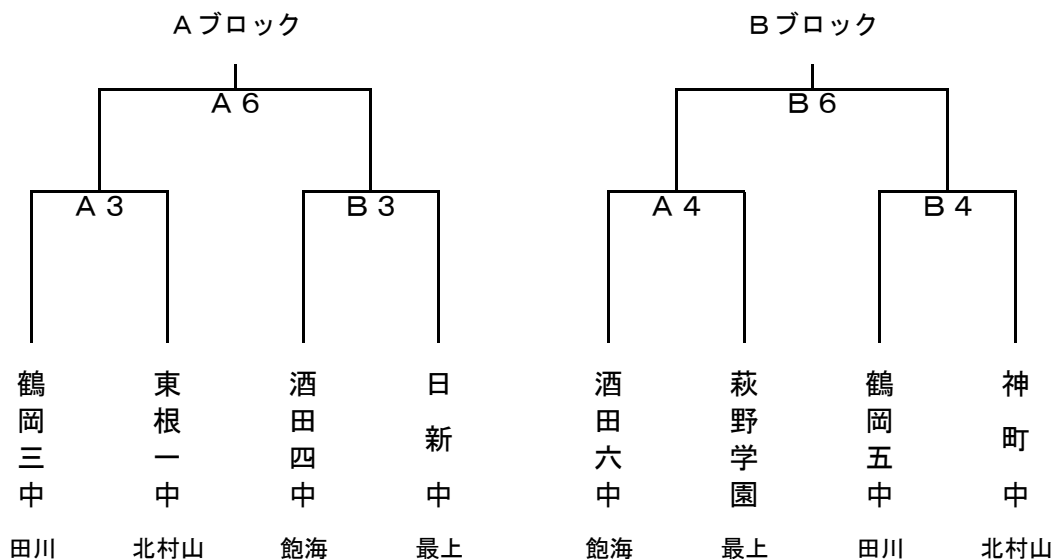 Aブロック
Bブロック
A6
B6
A3
B3
A4
B4
鶴岡三中
東根一中
酒田四中
日新中
酒田六中
萩野学園
鶴岡五中
神町中
田川
北村山
飽海
最上
飽海
最上
田川
北村山